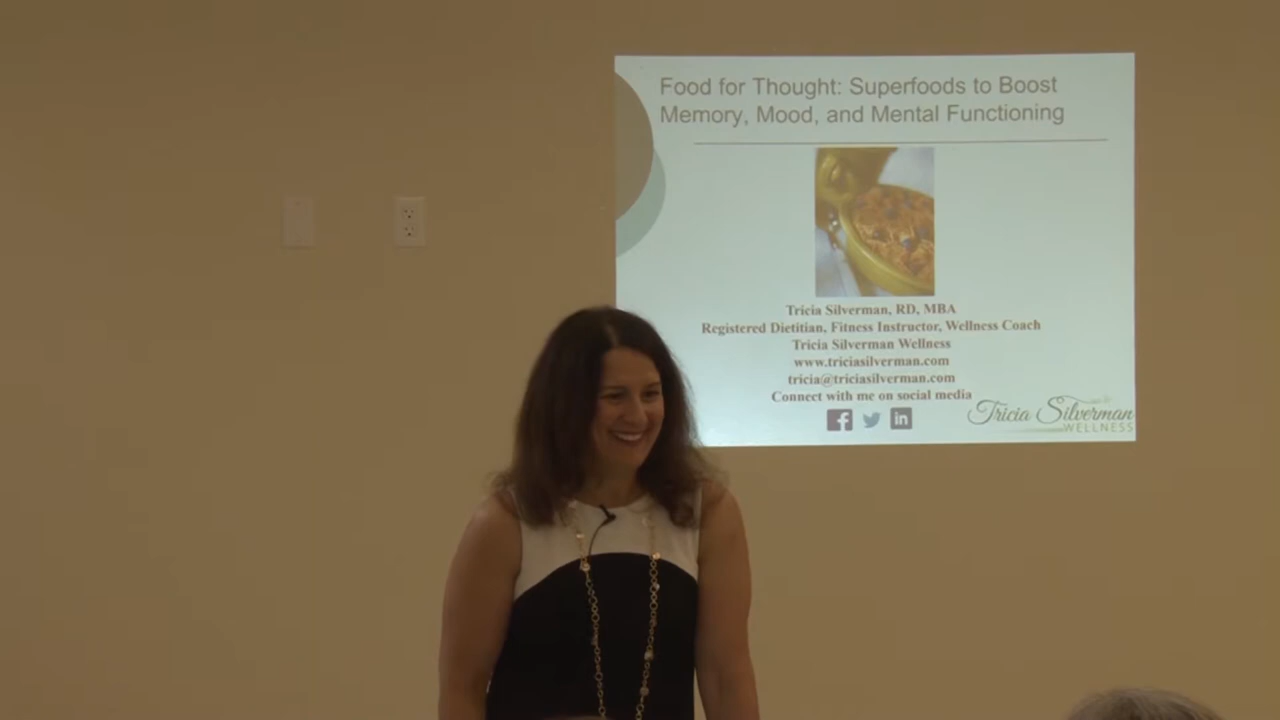 Food for Thought: Superfoods to Boost
Memory, Mood, and Mental Functioning
Tricia Silverman, RD, MBA
Registered Dietitian, Fitness Instructor, Wellness Coach
Tricia Silverman Wellness
www.triciasilverman.com
tricia@triciasilverman.com
Connect with me on social media
f
in
Tricia Silverman
WELLNESS